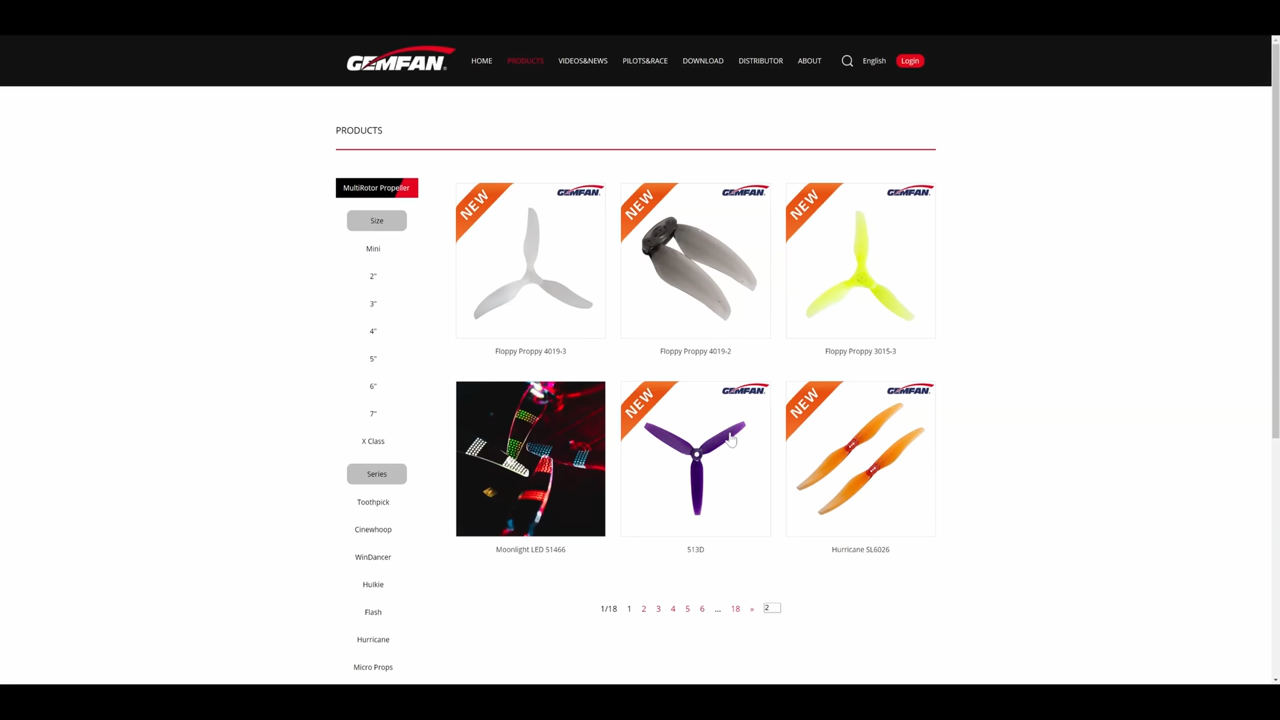 GEMFAN
HOME PRODUCTS VIDEOS&NEWS PILOTS&RACE DOWNLOAD DISTRIBUTOR ABOUT English Login
PRODUCTS
MultiRotor Propeller
Size
Mini
2"
3"
4"
5"
6"
7"
X Class
Series
Toothpick
Cinewhoop
WinDancer
Hulkie
Flash
Hurricane
Micro Props
NEW GEMFAN
NEW GEMFAN
NEW GEMFAN
Floppy Proppy 4019-3
Floppy Proppy 4019-2
Floppy Proppy 3015-3
NEW GEMFAN
NEW GEMFAN
Moonlight LED 51466
513D
Hurricane SL6026
1/18 1 2 3 4 5 6 ... 18 » 2